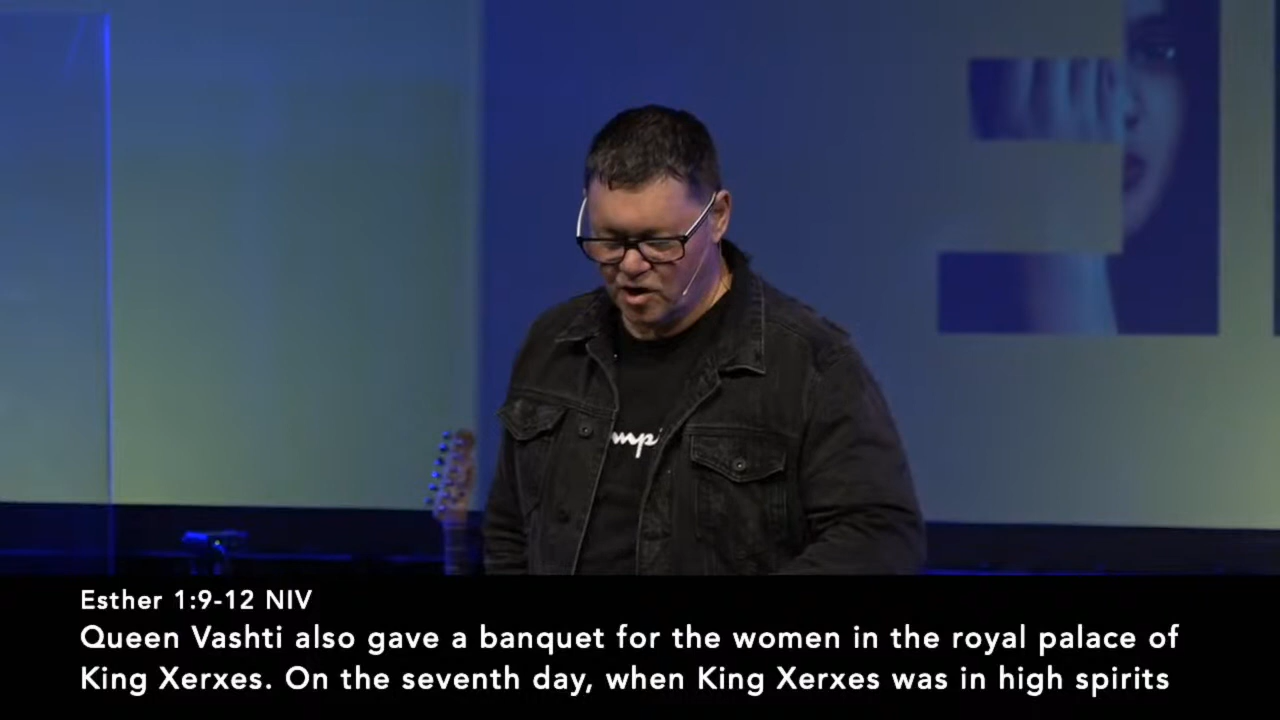 mp
Esther 1:9-12 NIV
Queen Vashti also gave a banquet for the women in the royal palace of
King Xerxes. On the seventh day, when King Xerxes was in high spirits